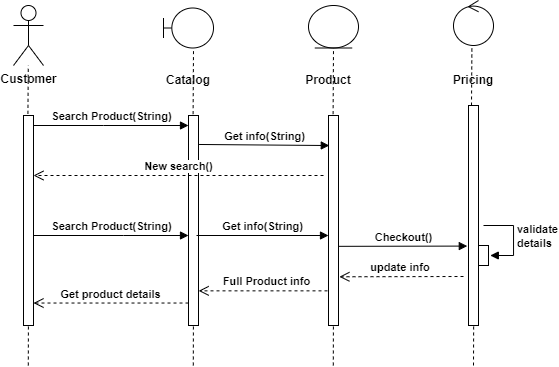 Customer
Catalog
Product
Pricing
Search Product(String)
Get info(String)
New search()
Search Product(String)
Get info(String)
Checkout()
validate
details
update info
Full Product info
Get product details